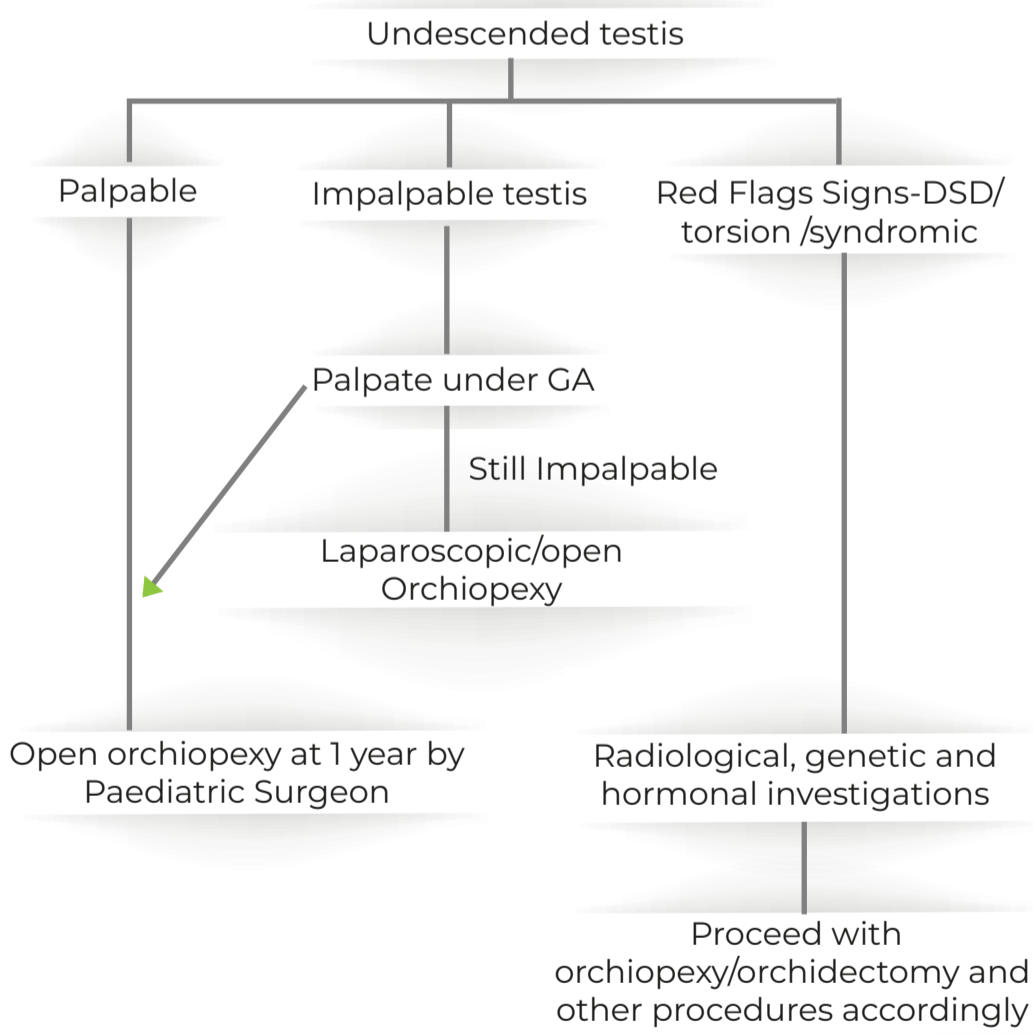 Undescended testis
Palpable
Impalpable testis
Red Flags Signs-DSD/
torsion /syndromic
Palpate under GA
Still Impalpable
Laparoscopic/open
Orchiopexy
Open orchiopexy at 1 year by
Paediatric Surgeon
Radiological, genetic and
hormonal investigations
Proceed with
orchiopexy/orchidectomy and
other procedures accordingly